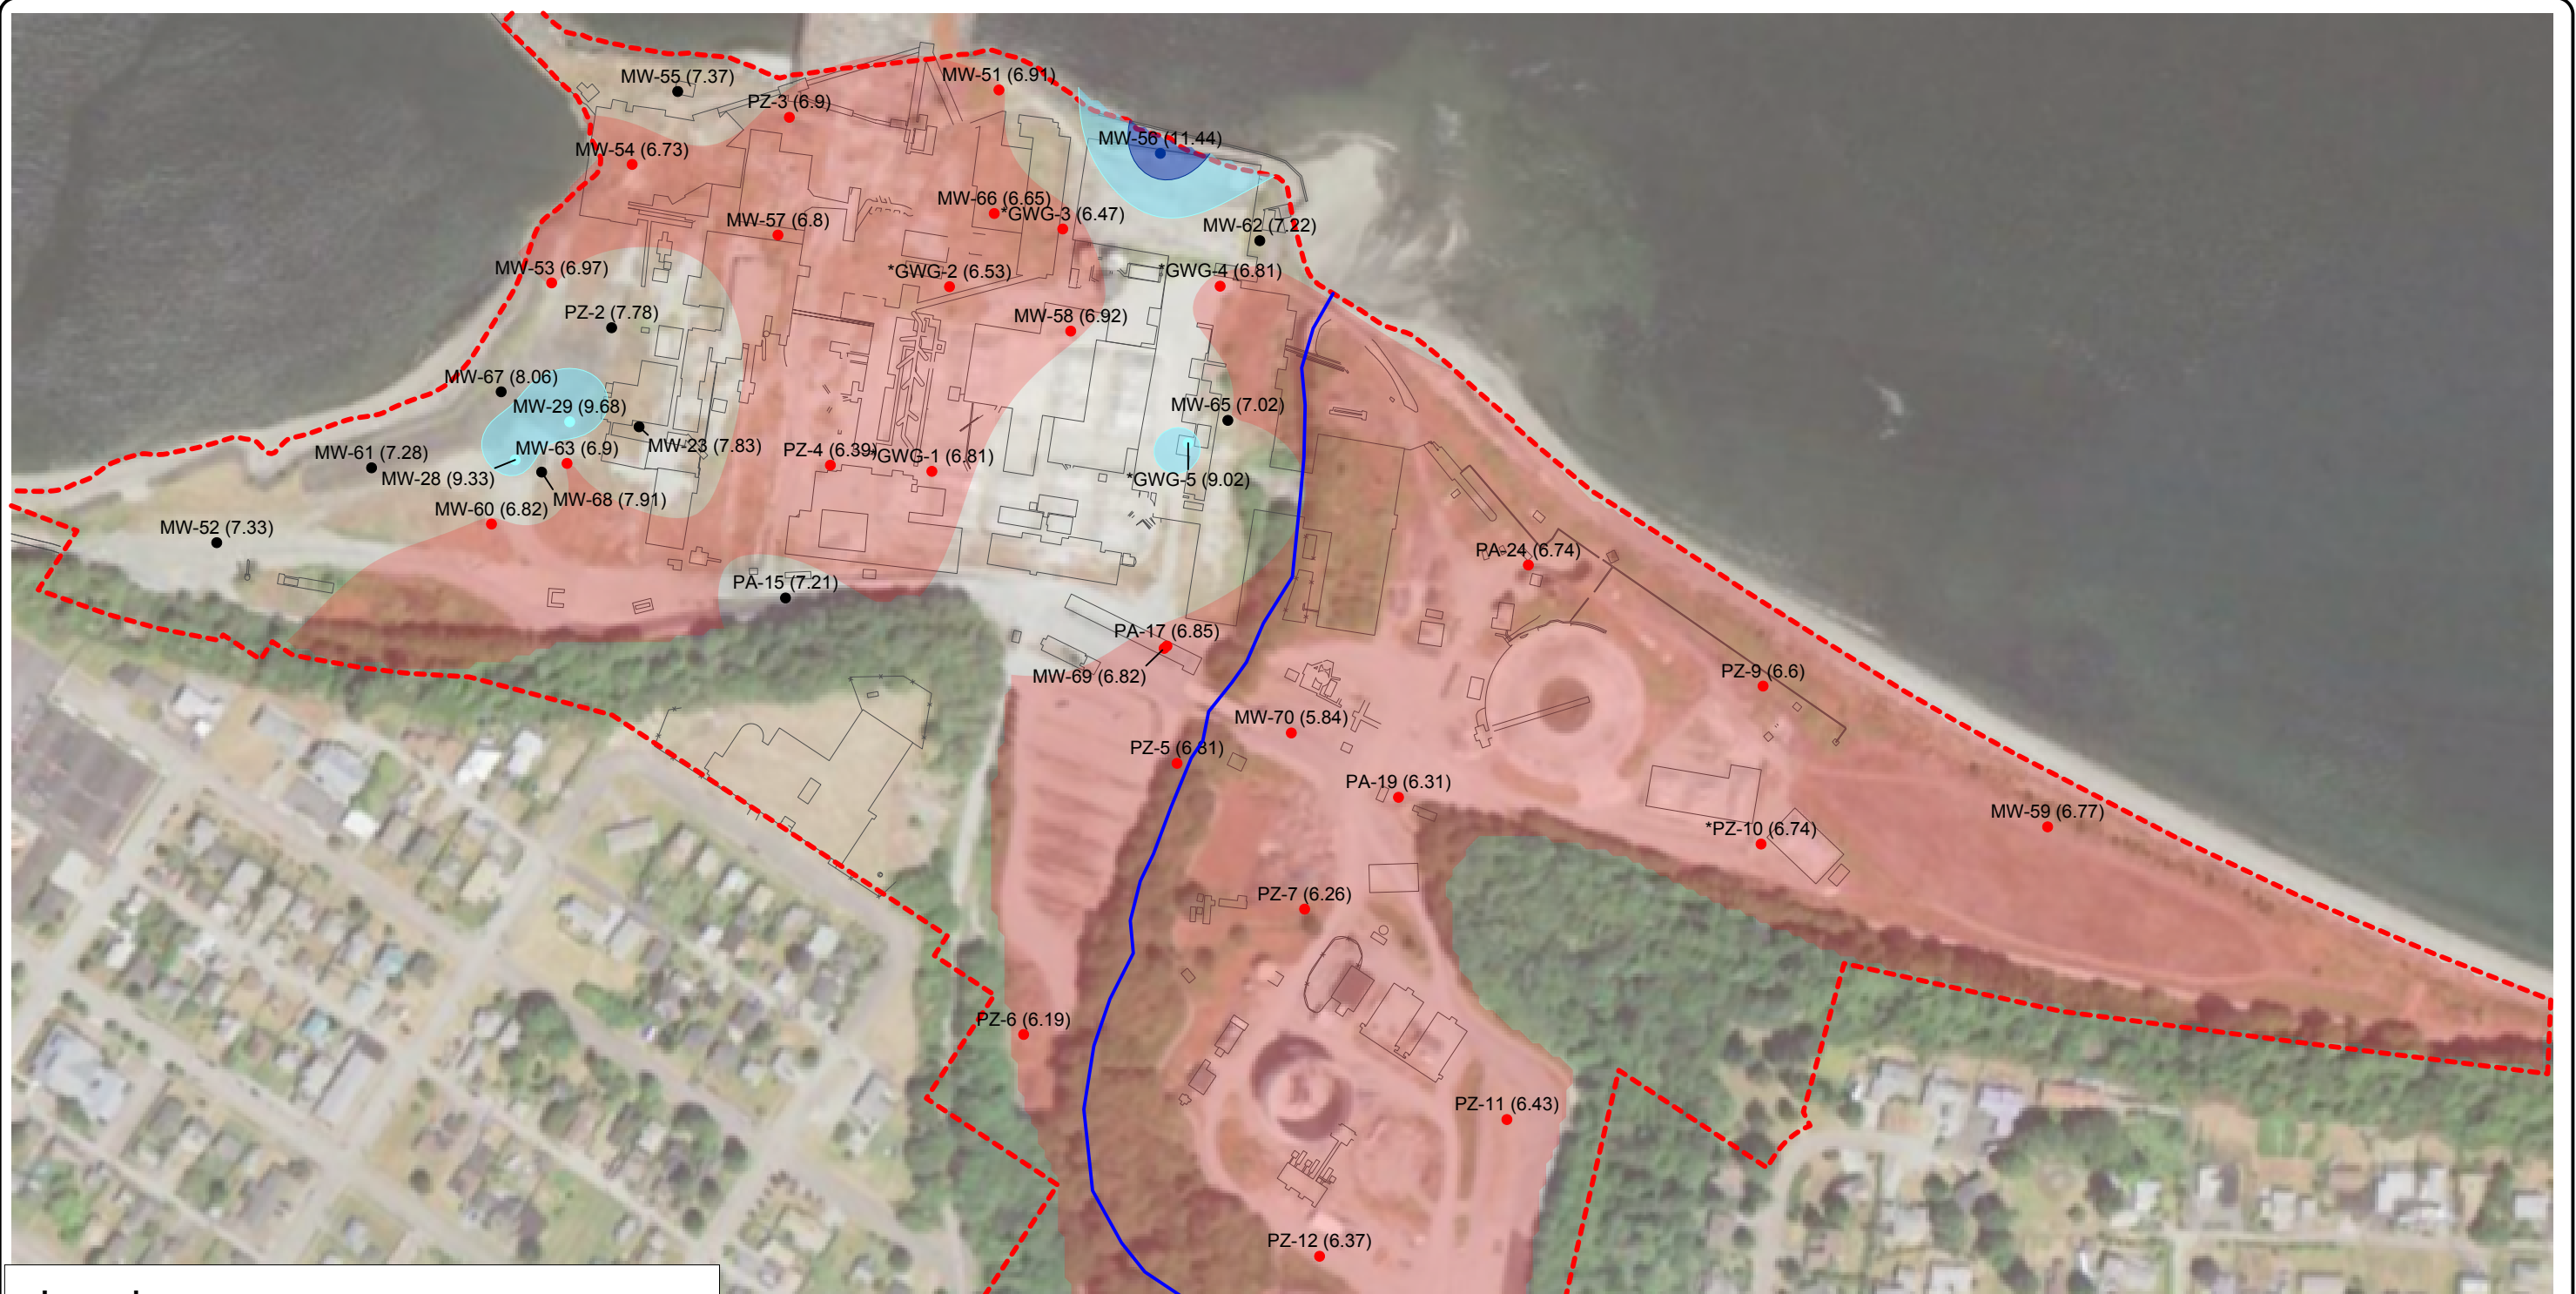 MW-55 (7.37)
MW-51 (6.91)
PZ-3 (6.9)
MW-56 (11.44)
MW-54 (6.73)
MW-66 (6.65)
*GWG-3 (6.47)
MW-57 (6.8)
MW-62 (7.22)
MW-53 (6.97)
*GWG-2 (6.53)
*GWG-4 (6.81)
PZ-2 (7.78)
MW-58 (6.92)
MW-67 (8.06)
MW-29 (9.68)
MW-65 (7.02)
MW-63 (6.9)
MW-23 (7.83)
PZ-4 (6.39)
*GWG-1 (6.81)
MW-61 (7.28)
MW-28 (9.33)
*GWG-5 (9.02)
MW-68 (7.91)
MW-60 (6.82)
MW-52 (7.33)
PA-24 (6.74)
PA-15 (7.21)
PA-17 (6.85)
MW-69 (6.82)
PZ-9 (6.6)
MW-70 (5.84)
PZ-5 (6.31)
PA-19 (6.31)
MW-59 (6.77)
*PZ-10 (6.74)
PZ-7 (6.26)
PZ-6 (6.19)
PZ-11 (6.43)
PZ-12 (6.37)